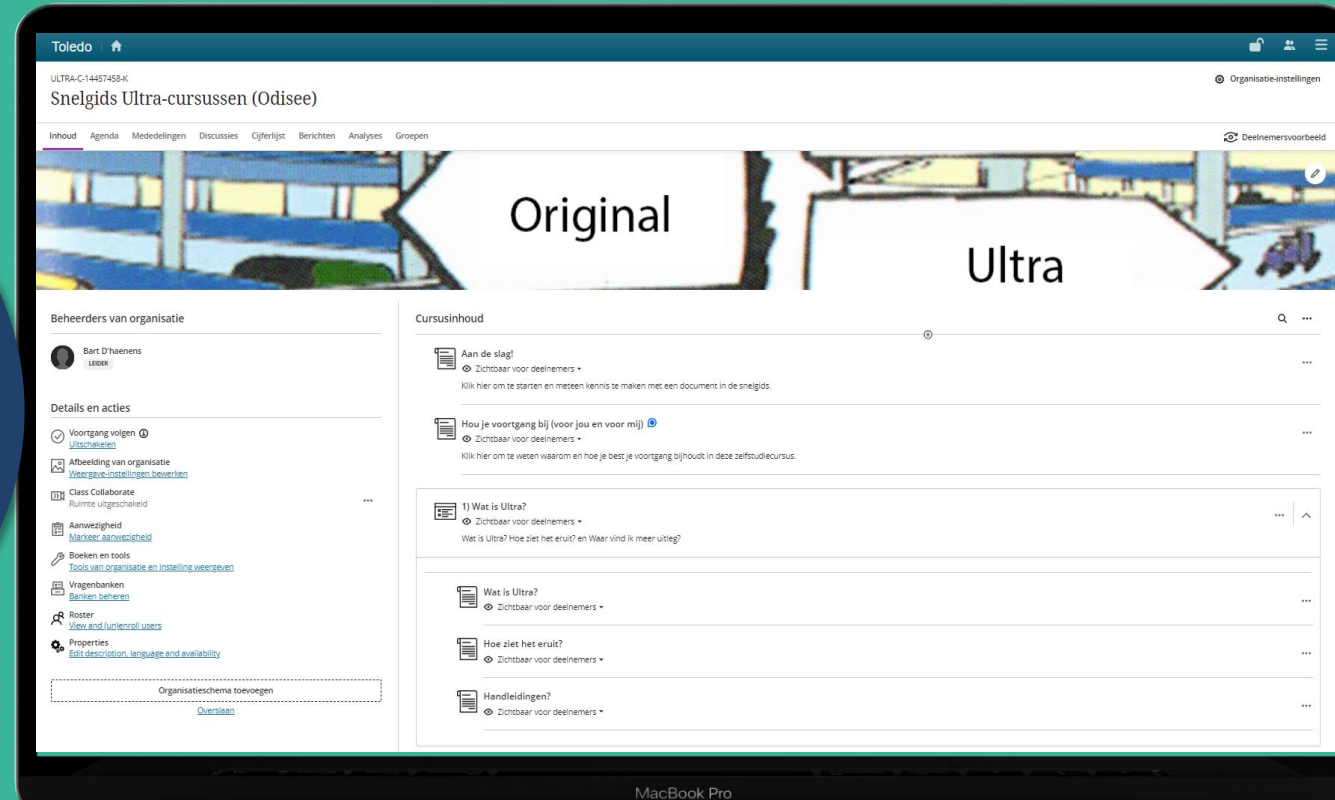 Toledo
ULTRA-C-14457458-K
Snelgids Ultra-cursussen (Odisee)
Organisatie-instellingen
Inhoud Agenda Mededelingen Discussies Cijferlijst Berichten Analyses Groepen
Deelnemersvoorbeeld
Original
Ultra
Beheerders van organisatie
Bart D'haenens
LEIDER
Details en acties
Voortgang volgen
Uitschakelen
Afbeelding van organisatie
Weergave-instellingen bewerken
Class Collaborate
Ruimte uitgeschakeld
Aanwezigheid
Markeer aanwezigheid
Boeken en tools
Tools van organisatie en instelling weergeven
Vragenbanken
Banken beheren
Roster
View and (un)enroll users
Properties
Edit description, language and availability
Organisatieschema toevoegen
Overslaan
Cursusinhoud
Aan de slag!
Zichtbaar voor deelnemers
Klik hier om te starten en meteen kennis te maken met een document in de snelgids.
Hou je voortgang bij (voor jou en voor mij)
Zichtbaar voor deelnemers
Klik hier om te weten waarom en hoe je best je voortgang bijhoudt in deze zelfstudiecursus.
1) Wat is Ultra?
Zichtbaar voor deelnemers
Wat is Ultra? Hoe ziet het eruit? en Waar vind ik meer uitleg?
Wat is Ultra?
Zichtbaar voor deelnemers
Hoe ziet het eruit?
Zichtbaar voor deelnemers
Handleidingen?
Zichtbaar voor deelnemers
MacBook Pro